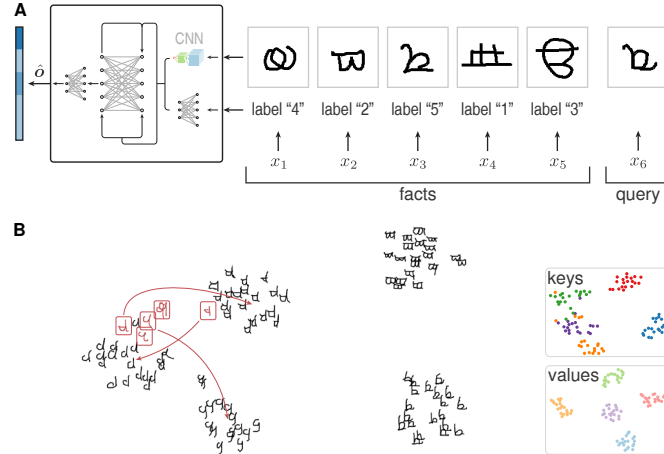 A
CNN
ô
label “4” label “2” label “5” label “1” label “3”
x₁ x₂ x₃ x₄ x₅ x₆
facts query
B
keys
values